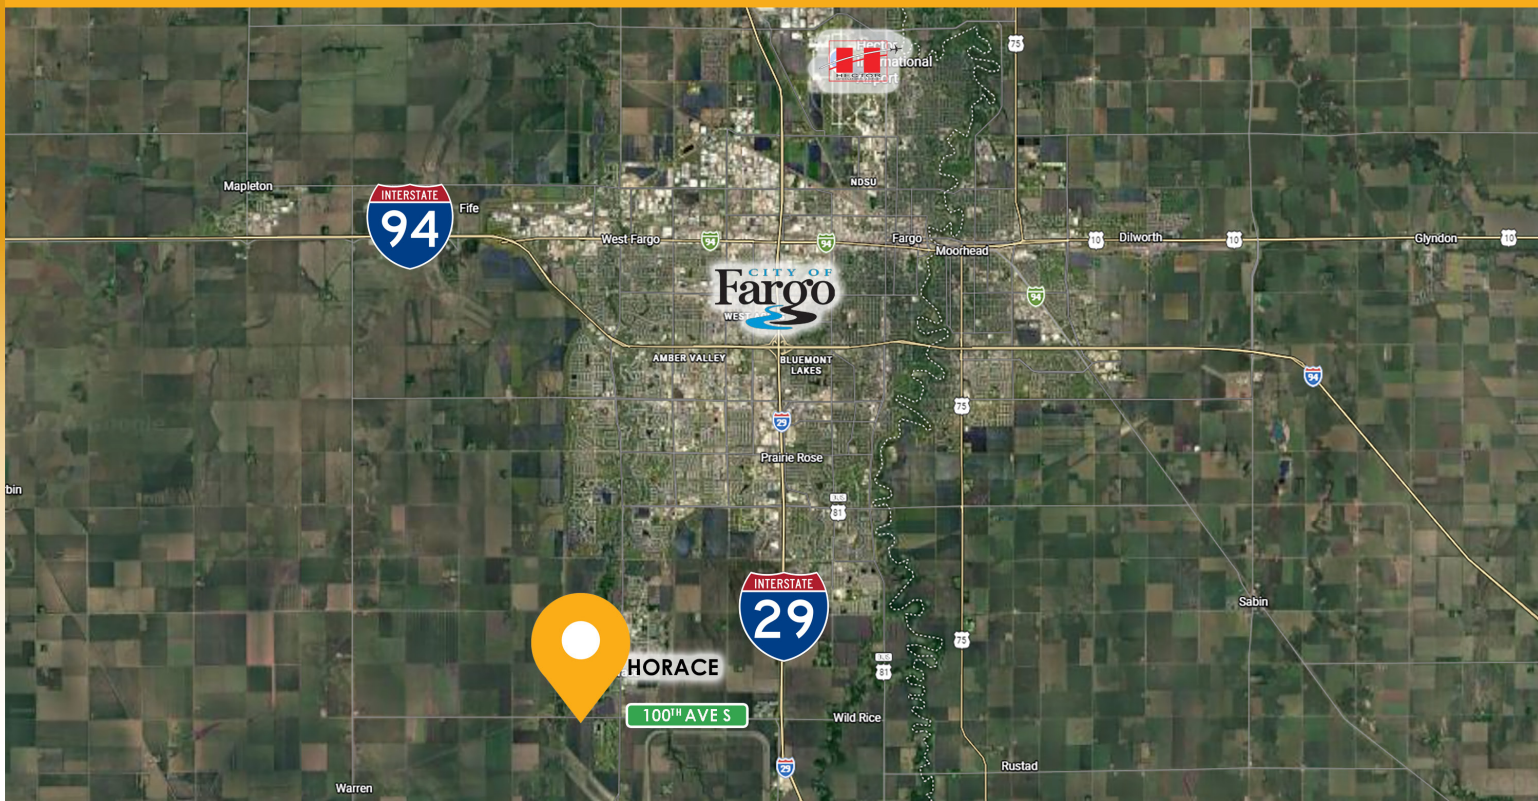 75
Hector
International
Airport
HECTOR
NDSU
Mapleton
INTERSTATE
94
Fife
West Fargo
94
94
Fargo
Moorhead
10
Dilworth
10
Glyndon
10
CITY OF
Fargo
94
AMBER VALLEY
BLUEMONT
LAKES
94
75
29
Prairie Rose
81
INTERSTATE
29
Sabin
75
HORACE
81
100TH AVE S
Wild Rice
29
Rustad
Warren